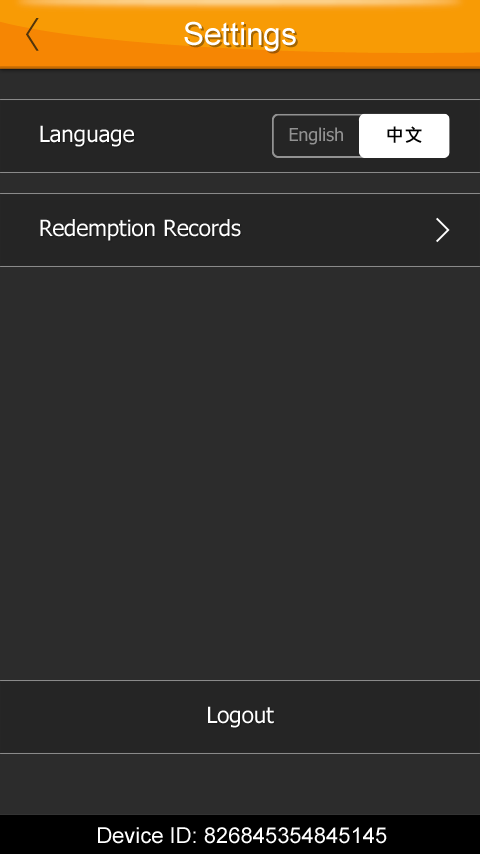 Settings
Language English 中文
Redemption Records
Logout
Device ID: 826845354845145